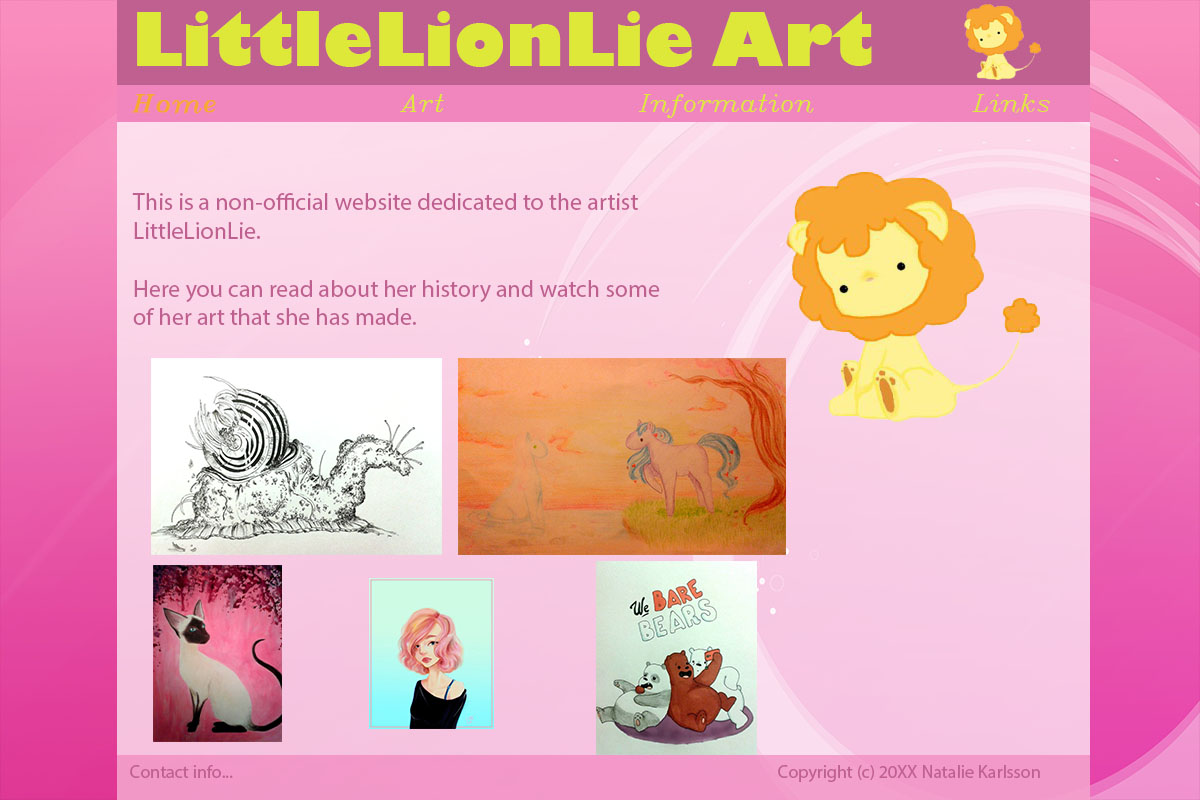 LittleLionLie Art
Home Art Information Links
This is a non-official website dedicated to the artist
LittleLionLie.
Here you can read about her history and watch some
of her art that she has made.
We BARE
BEARS
Contact info... Copyright (c) 20XX Natalie Karlsson